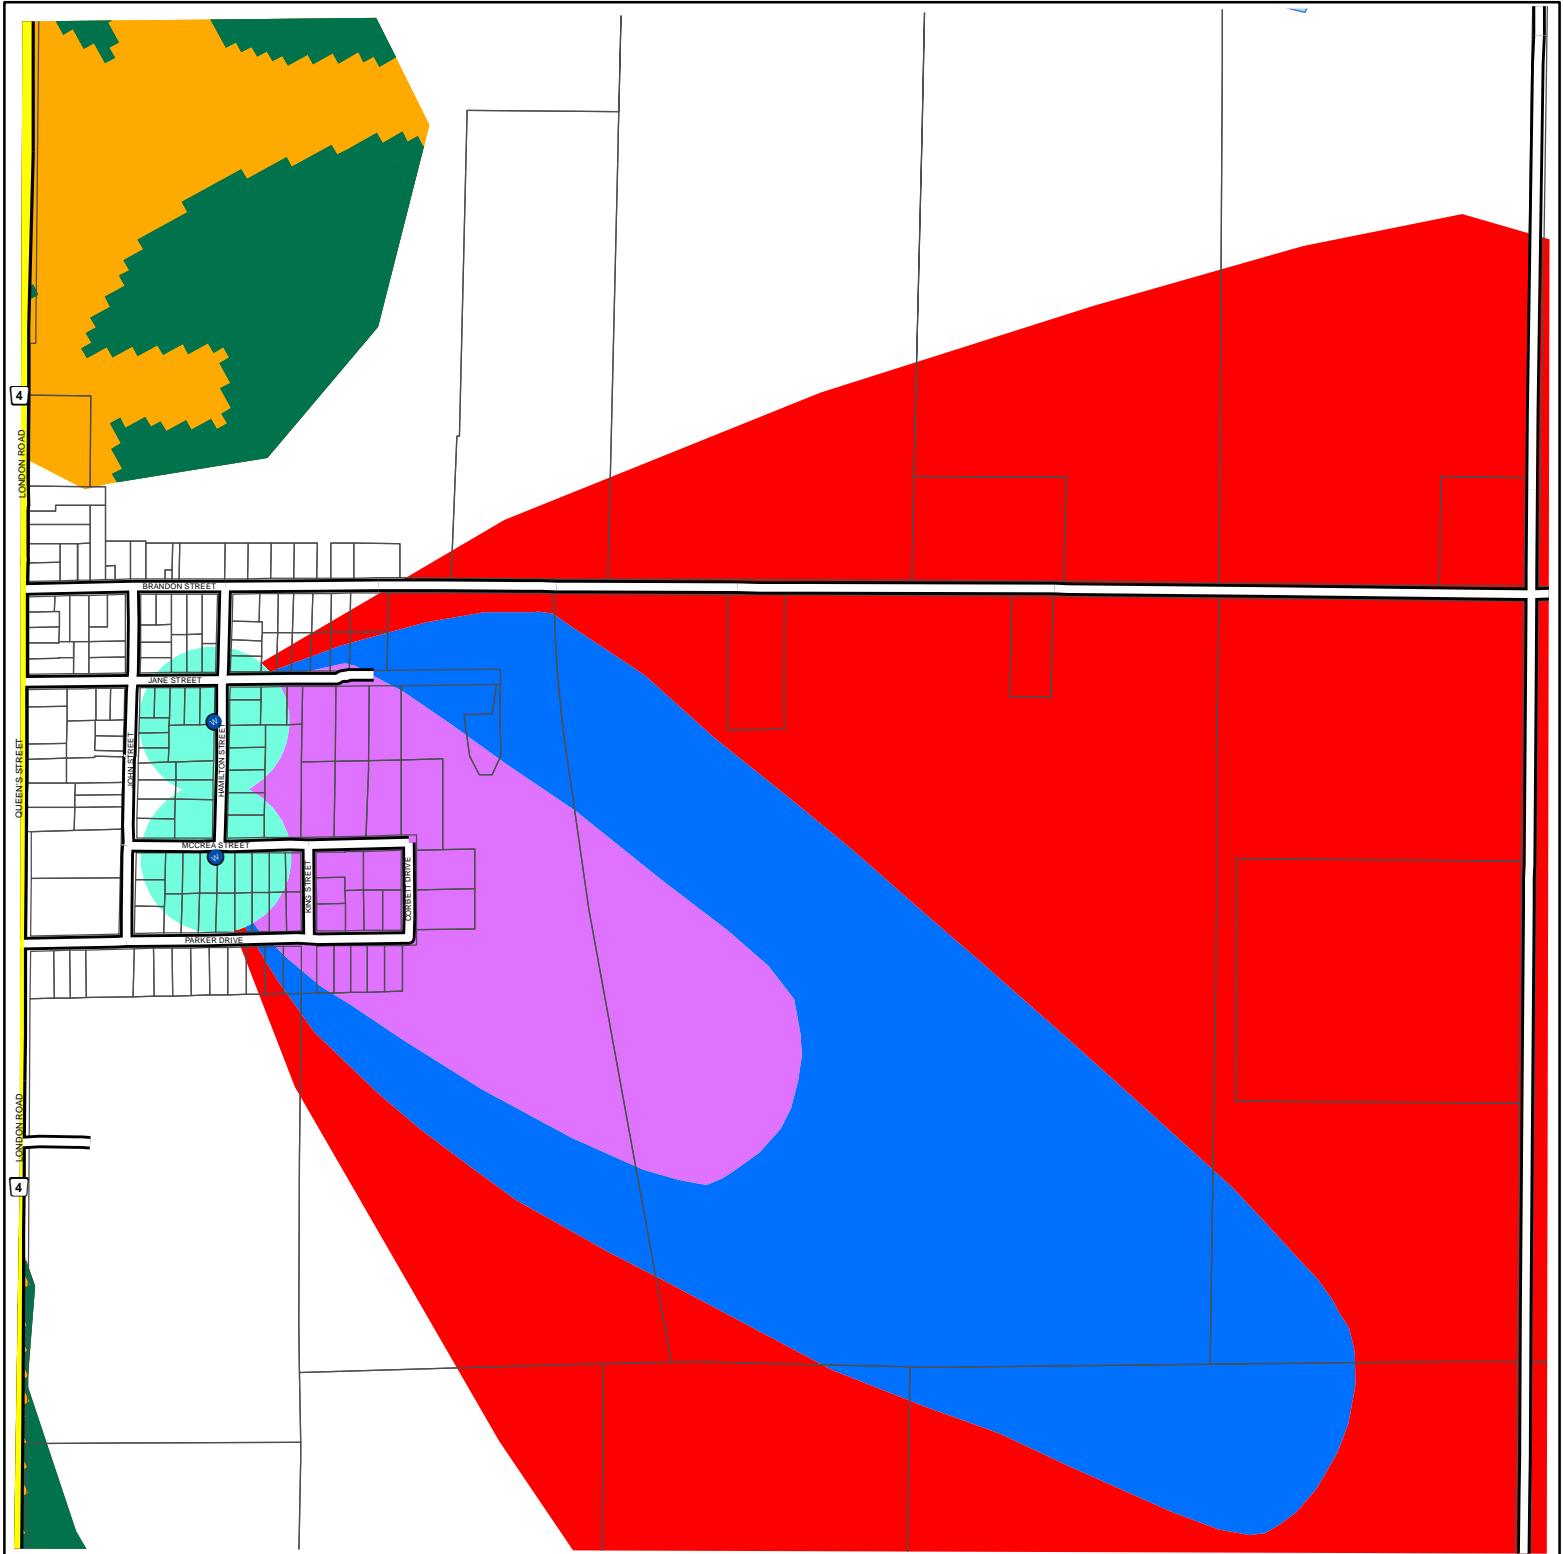 4
LONDON ROAD
BRANDON STREET
JANE STREET
W
JOHN STREET
HAMILTON STREET
QUEEN'S STREET
MCCREA STREET
W
KING STREET
CORBETT DRIVE
PARKER DRIVE
LONDON ROAD
4